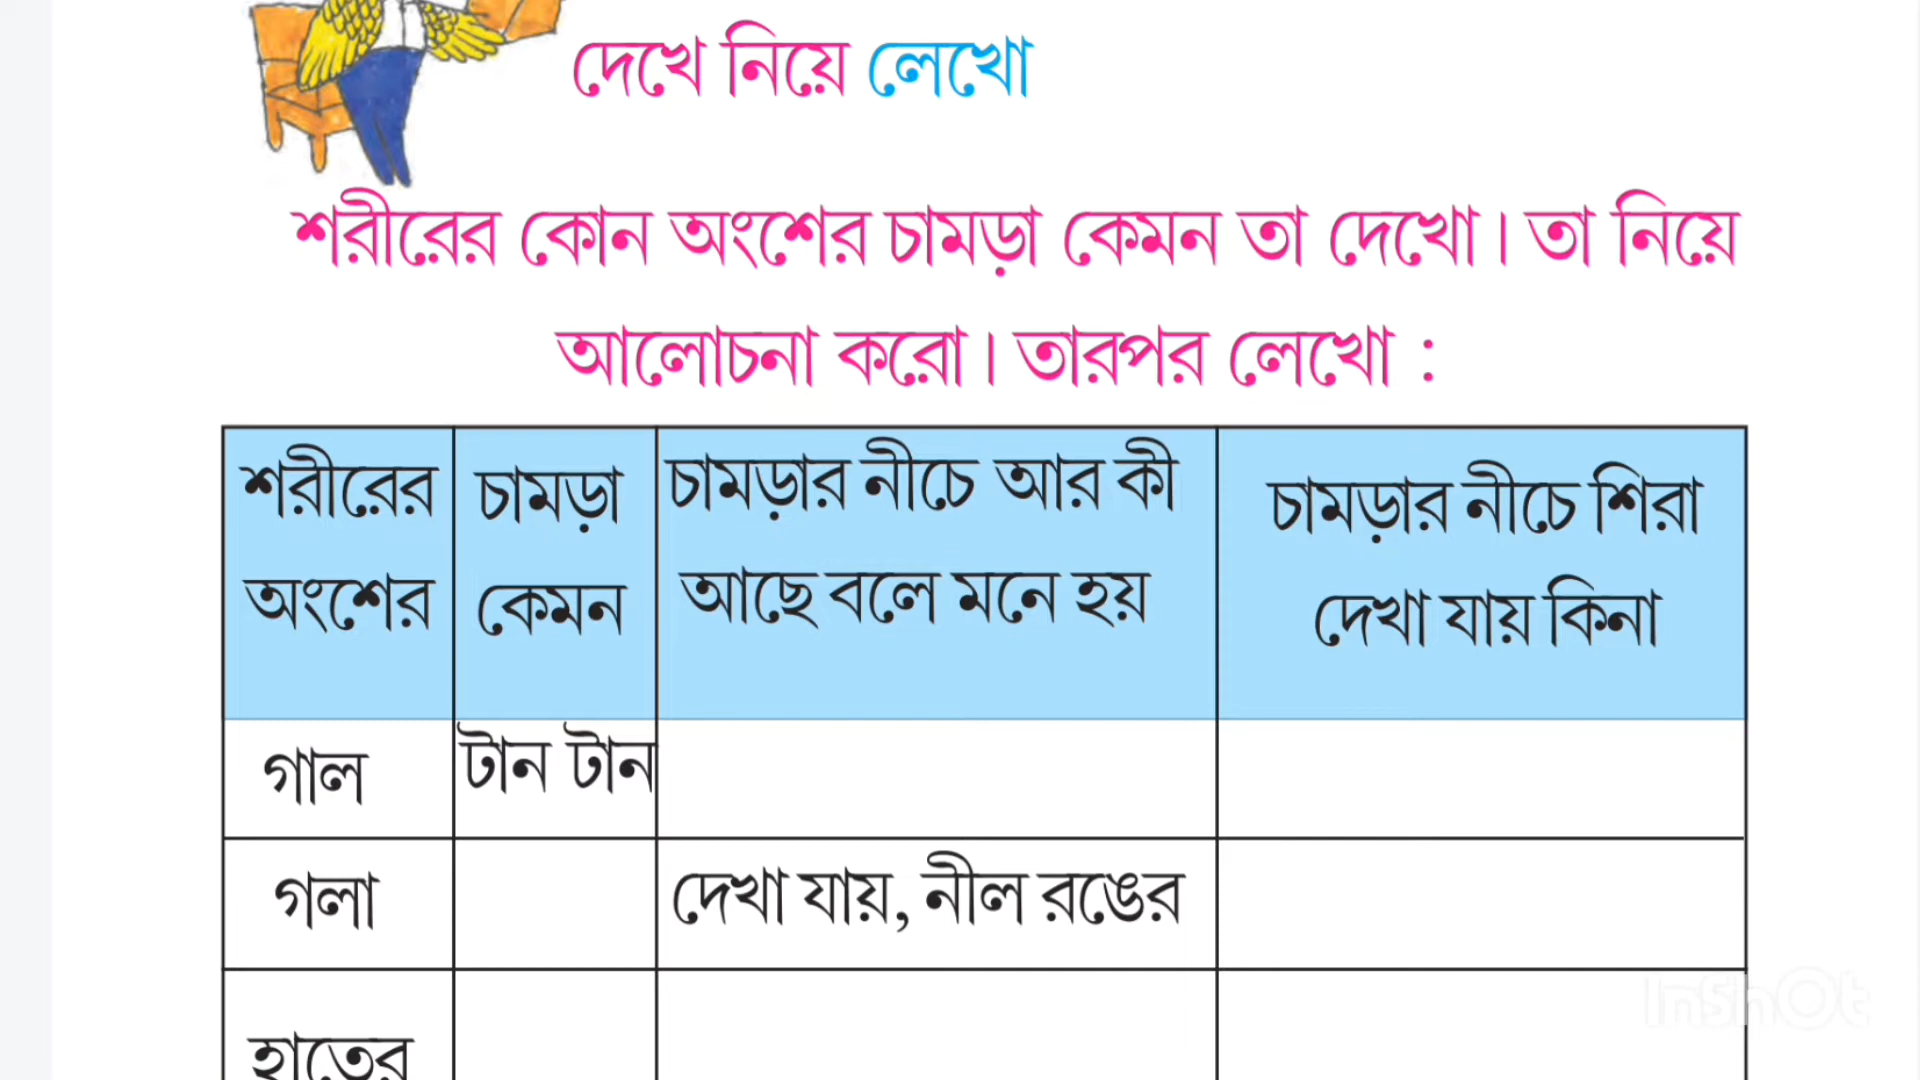 দেখে নিয়ে লেখো
শরীরের কোন অংশের চামড়া কেমন তা দেখো। তা নিয়ে
আলোচনা করো। তারপর লেখো :
শরীরের অংশের | চামড়া কেমন | চামড়ার নীচে আর কী আছে বলে মনে হয় | চামড়ার নীচে শিরা দেখা যায় কিনা
গাল | টান টান
গলা | দেখা যায়, নীল রঙের
হাতের
InShOt